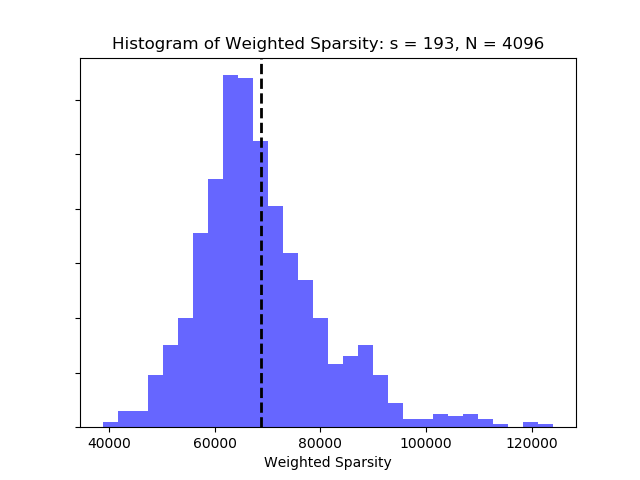 Histogram of Weighted Sparsity: s = 193, N = 4096
40000 60000 80000 100000 120000
Weighted Sparsity